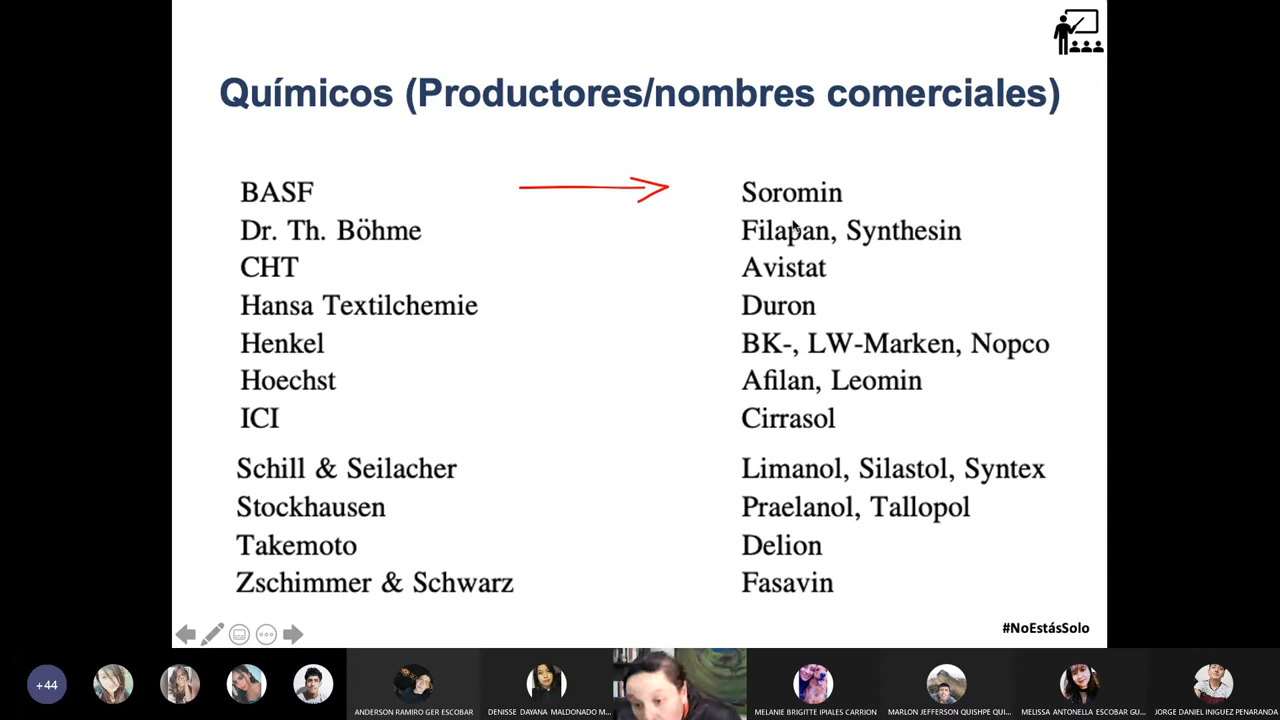 Químicos (Productores/nombres comerciales)
BASF Soromin
Dr. Th. Böhme Filapan, Synthesin
CHT Avistat
Hansa Textilchemie Duron
Henkel BK-, LW-Marken, Nopco
Hoechst Afilan, Leomin
ICI Cirrasol
Schill & Seilacher Limanol, Silastol, Syntex
Stockhausen Praelanol, Tallopol
Takemoto Delion
Zschimmer & Schwarz Fasavin
#NoEstásSolo
+44
ANDERSON RAMIRO GER ESCOBAR
DENISSE DAYANA MALDONADO M...
MELANIE BRIGITTE IPIALES CARRION
MARLON JEFFERSON QUISHPE QUI...
MELISSA ANTONELLA ESCOBAR GU...
JORGE DANIEL INIGUEZ PENARANDA